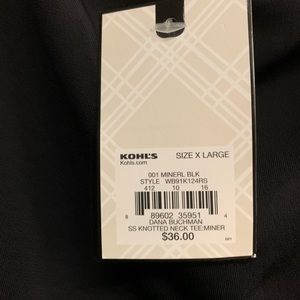 KOHL'S SIZE X LARGE
Kohls.com
001 MINERL BLK
STYLE WB91K124RS
412 10 16
8 89602 35951 4
DANA BUCHMAN
SS KNOTTED NECK TEE:MINER
$36.00